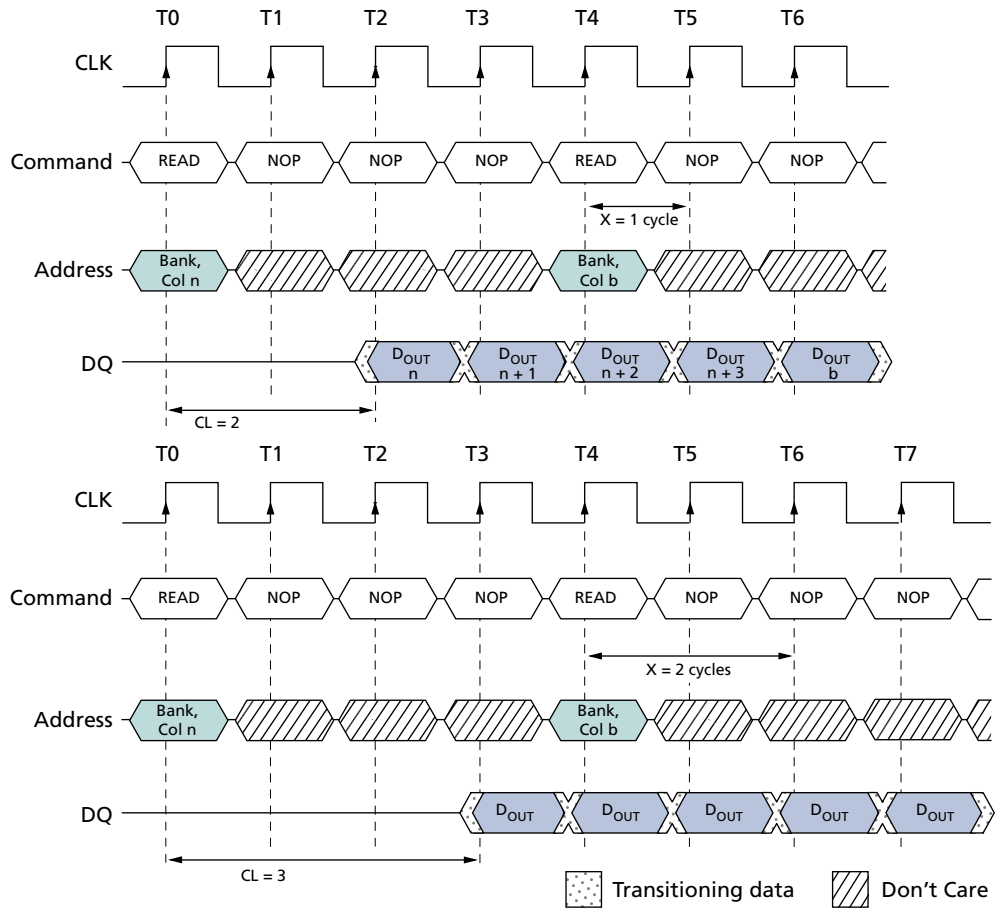 T0 T1 T2 T3 T4 T5 T6
CLK
Command READ NOP NOP NOP READ NOP NOP
X = 1 cycle
Address Bank, Col n Bank, Col b
DQ DOUT n DOUT n + 1 DOUT n + 2 DOUT n + 3 DOUT b
CL = 2
T0 T1 T2 T3 T4 T5 T6 T7
CLK
Command READ NOP NOP NOP READ NOP NOP NOP
X = 2 cycles
Address Bank, Col n Bank, Col b
DQ DOUT DOUT DOUT DOUT DOUT
CL = 3
Transitioning data Don't Care